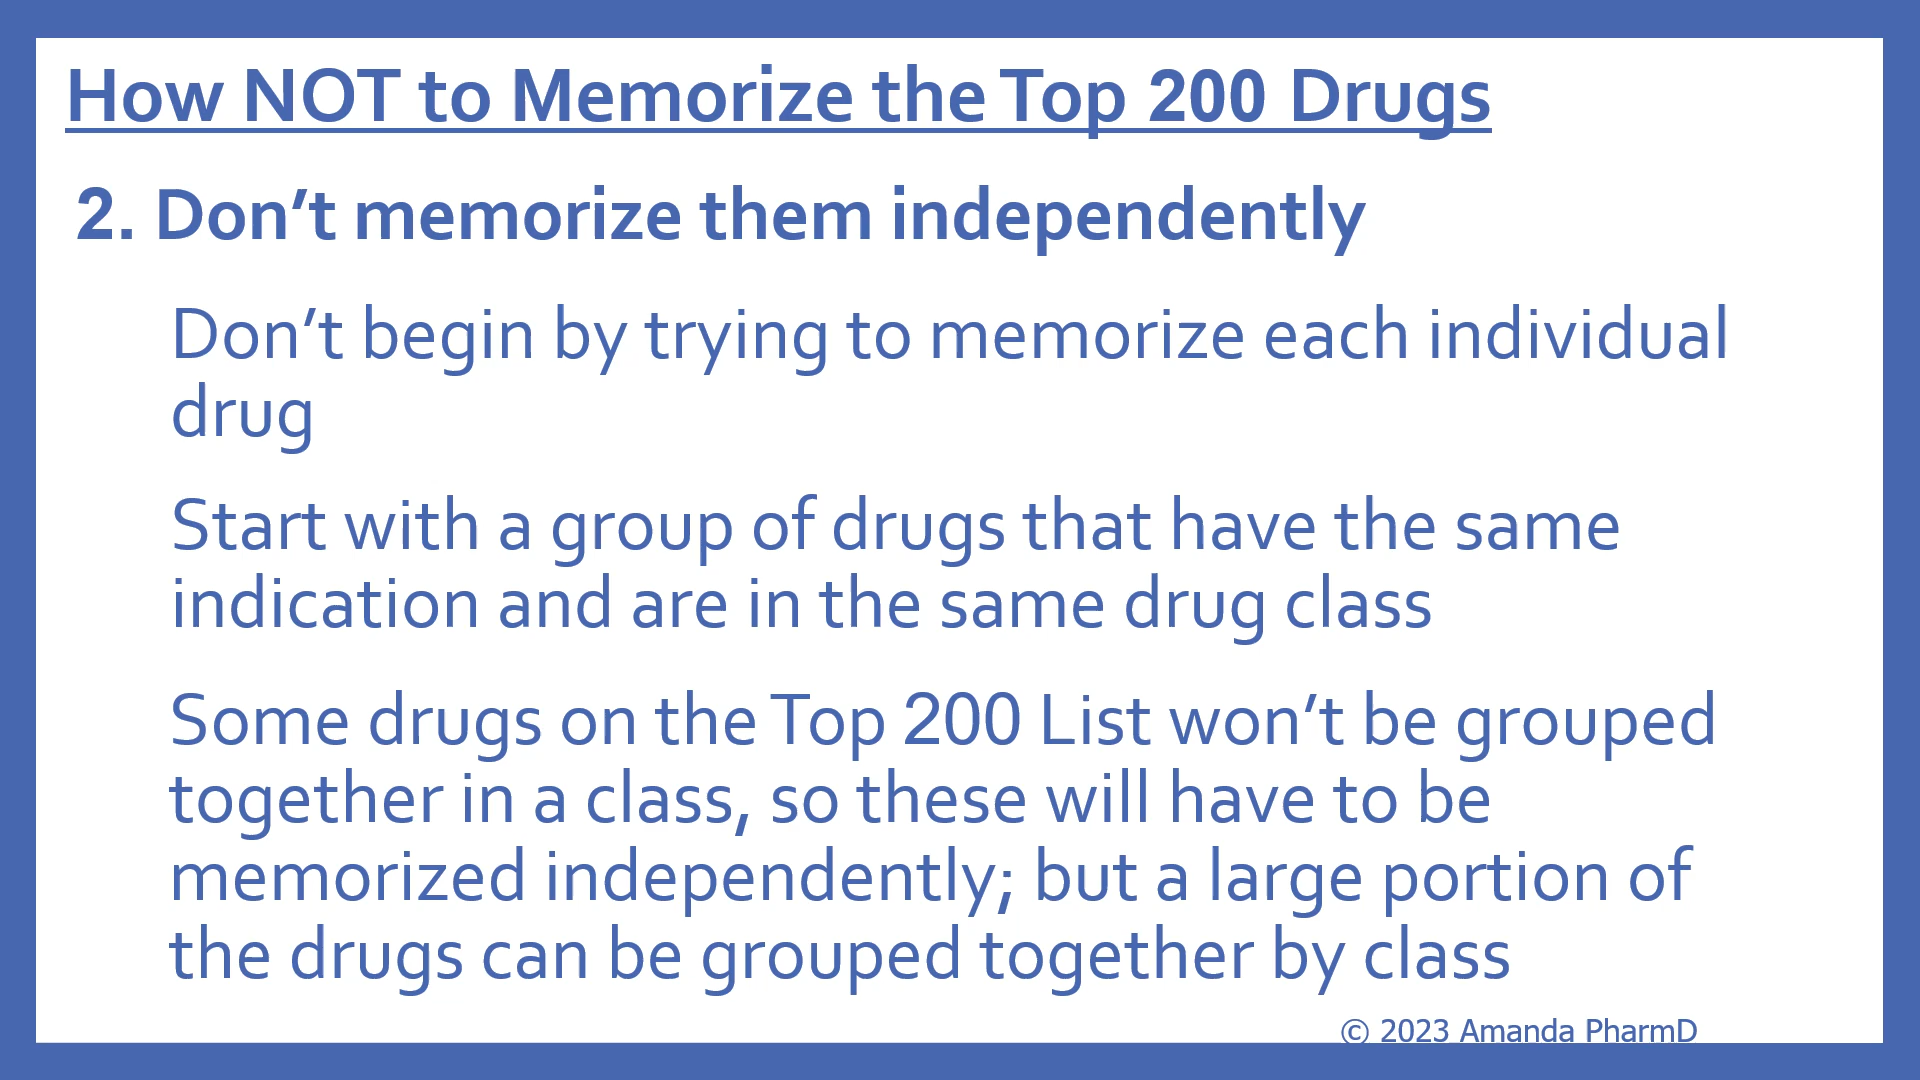 How NOT to Memorize the Top 200 Drugs
2. Don’t memorize them independently
Don’t begin by trying to memorize each individual
drug
Start with a group of drugs that have the same
indication and are in the same drug class
Some drugs on the Top 200 List won’t be grouped
together in a class, so these will have to be
memorized independently; but a large portion of
the drugs can be grouped together by class
© 2023 Amanda PharmD